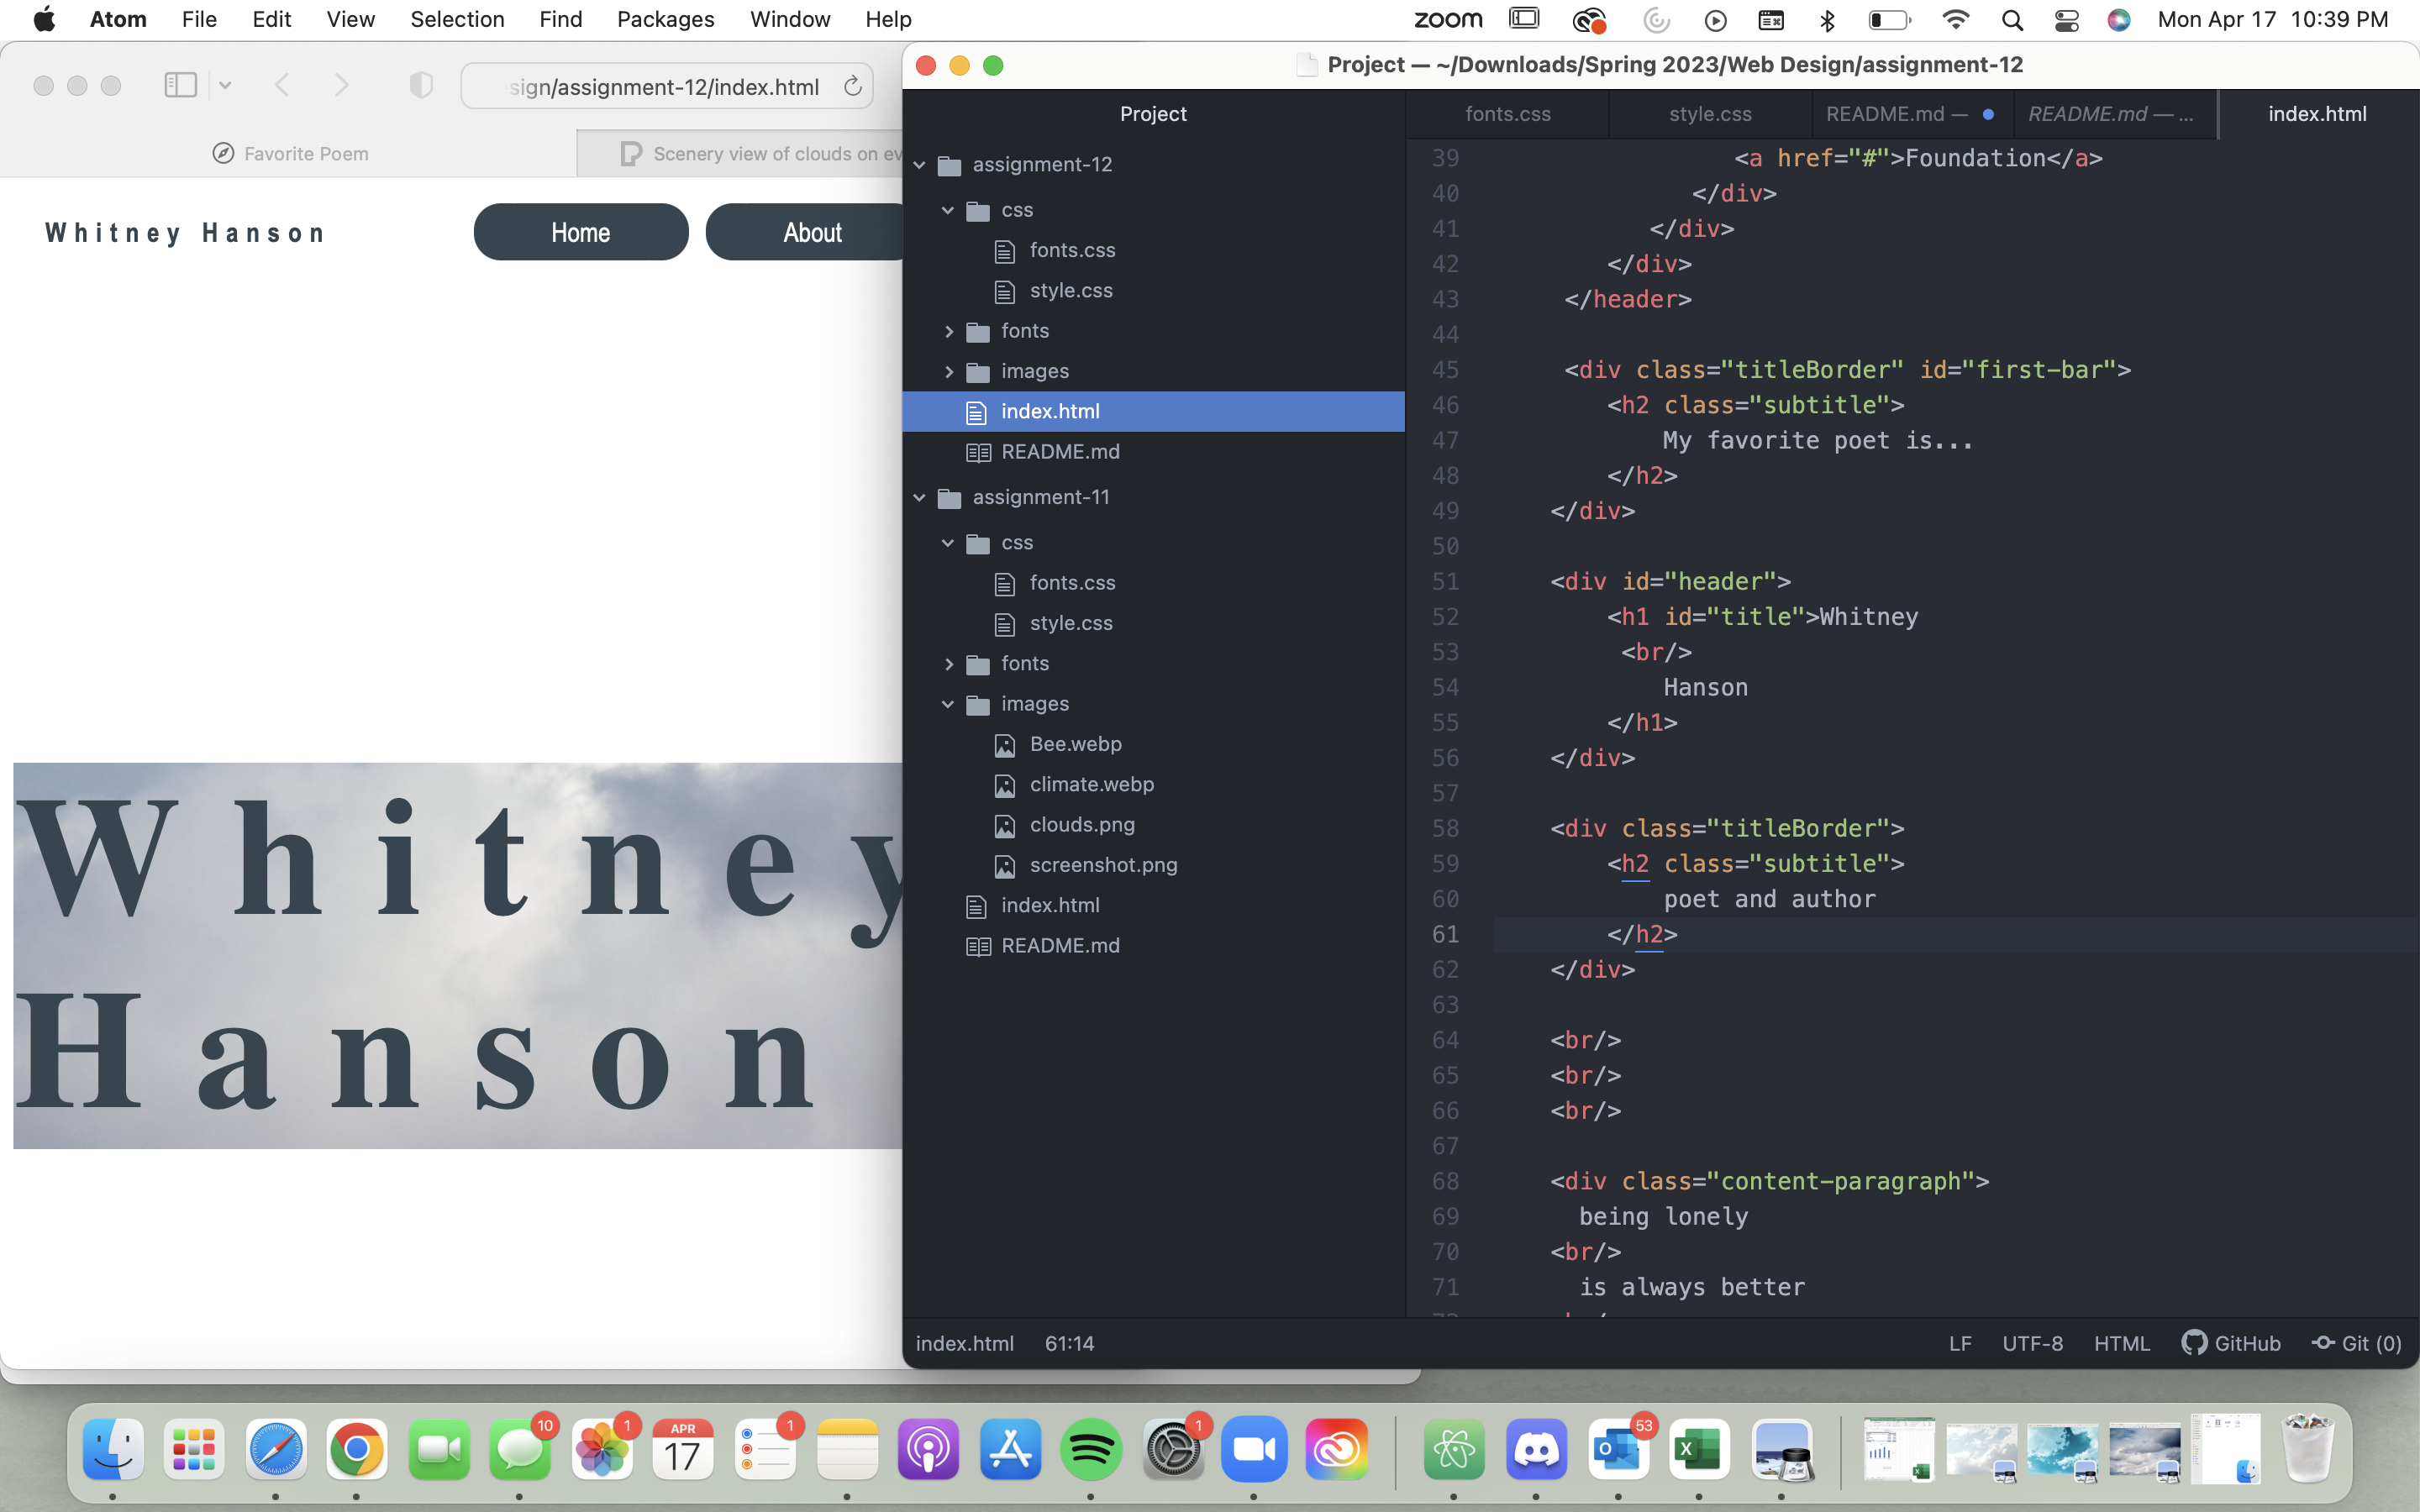 Atom File Edit View Selection Find Packages Window Help zoom Mon Apr 17 10:39 PM
sign/assignment-12/index.html
Favorite Poem
Scenery view of clouds on ev
Whitney Hanson
Home
About
Whitney
Hanson
Project — ~/Downloads/Spring 2023/Web Design/assignment-12
Project
assignment-12
css
fonts.css
style.css
fonts
images
index.html
README.md
assignment-11
css
fonts.css
style.css
fonts
images
Bee.webp
climate.webp
clouds.png
screenshot.png
index.html
README.md
fonts.css style.css README.md — README.md — ... index.html
39 <a href="#">Foundation</a>
40 </div>
41 </div>
42 </div>
43 </header>
44
45 <div class="titleBorder" id="first-bar">
46 <h2 class="subtitle">
47 My favorite poet is...
48 </h2>
49 </div>
50
51 <div id="header">
52 <h1 id="title">Whitney
53 <br/>
54 Hanson
55 </h1>
56 </div>
57
58 <div class="titleBorder">
59 <h2 class="subtitle">
60 poet and author
61 </h2>
62 </div>
63
64 <br/>
65 <br/>
66 <br/>
67
68 <div class="content-paragraph">
69 being lonely
70 <br/>
71 is always better
index.html 61:14 LF UTF-8 HTML GitHub Git (0)
10 1 APR 17 1 1 53